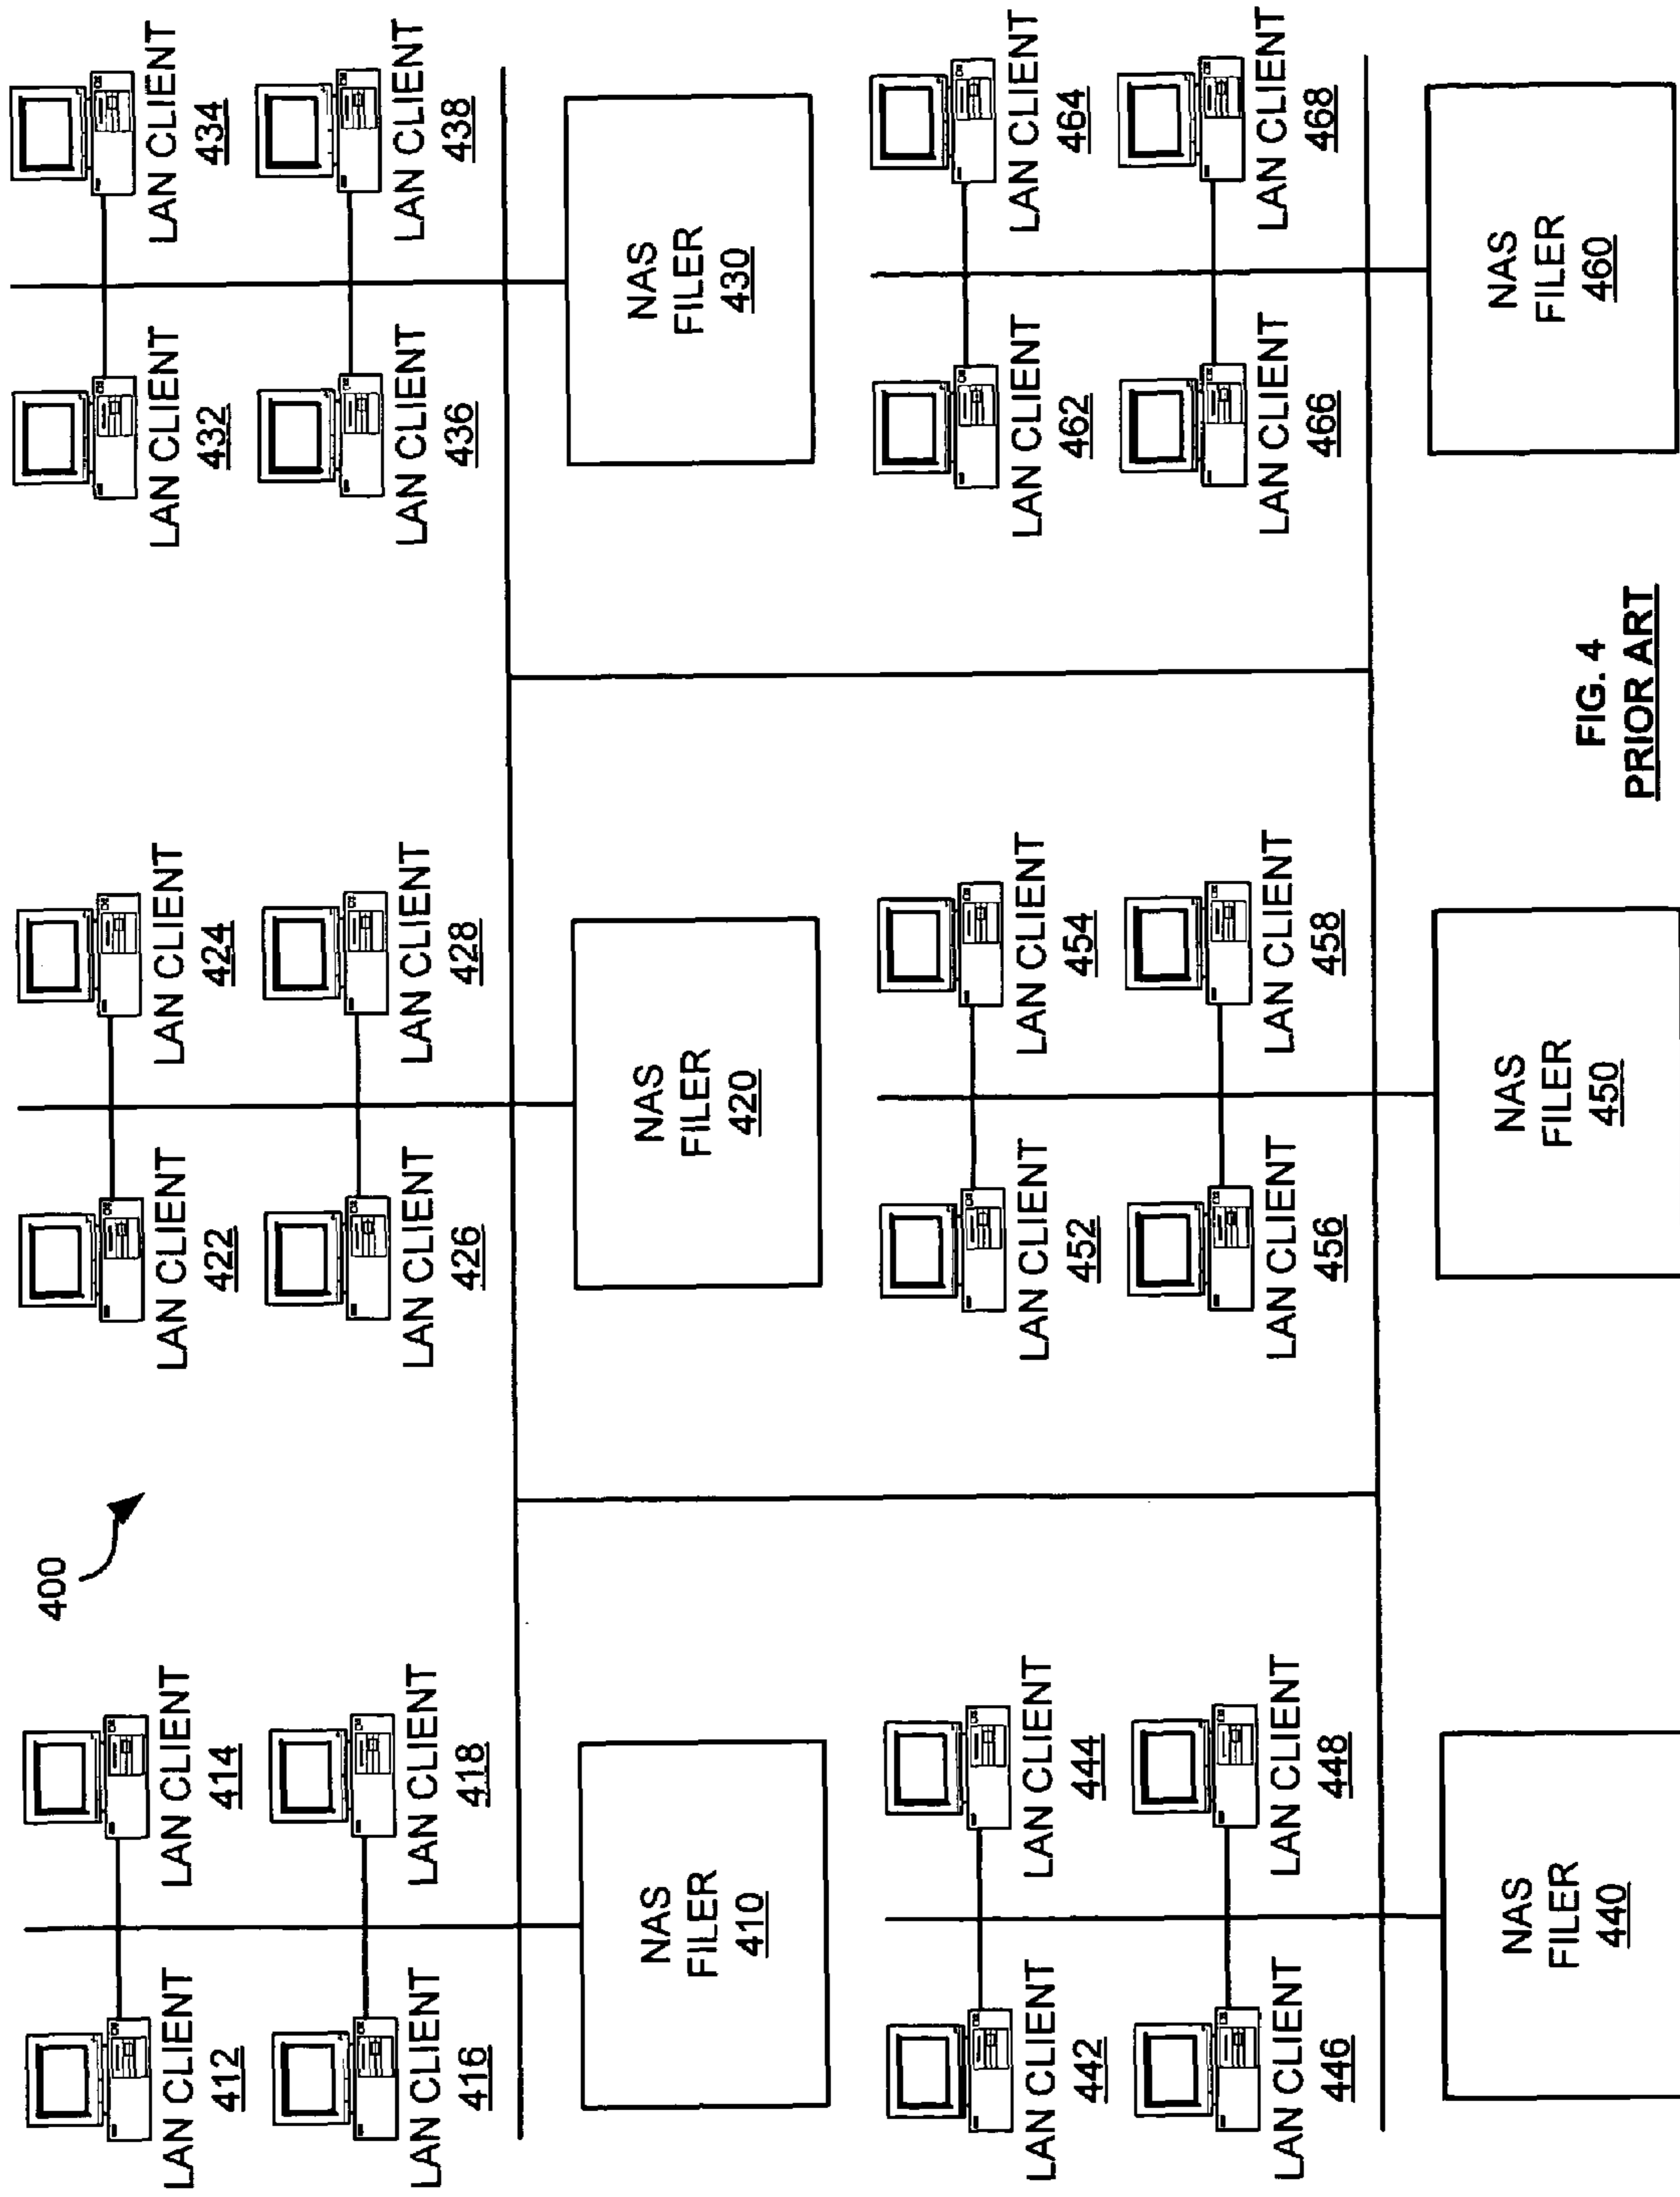 400
LAN CLIENT
412
LAN CLIENT
414
LAN CLIENT
416
LAN CLIENT
418
NAS
FILER
410
LAN CLIENT
422
LAN CLIENT
424
LAN CLIENT
426
LAN CLIENT
428
NAS
FILER
420
LAN CLIENT
432
LAN CLIENT
434
LAN CLIENT
436
LAN CLIENT
438
NAS
FILER
430
LAN CLIENT
442
LAN CLIENT
444
LAN CLIENT
446
LAN CLIENT
448
NAS
FILER
440
LAN CLIENT
452
LAN CLIENT
454
LAN CLIENT
456
LAN CLIENT
458
NAS
FILER
450
LAN CLIENT
462
LAN CLIENT
464
LAN CLIENT
466
LAN CLIENT
468
NAS
FILER
460
FIG. 4
PRIOR ART